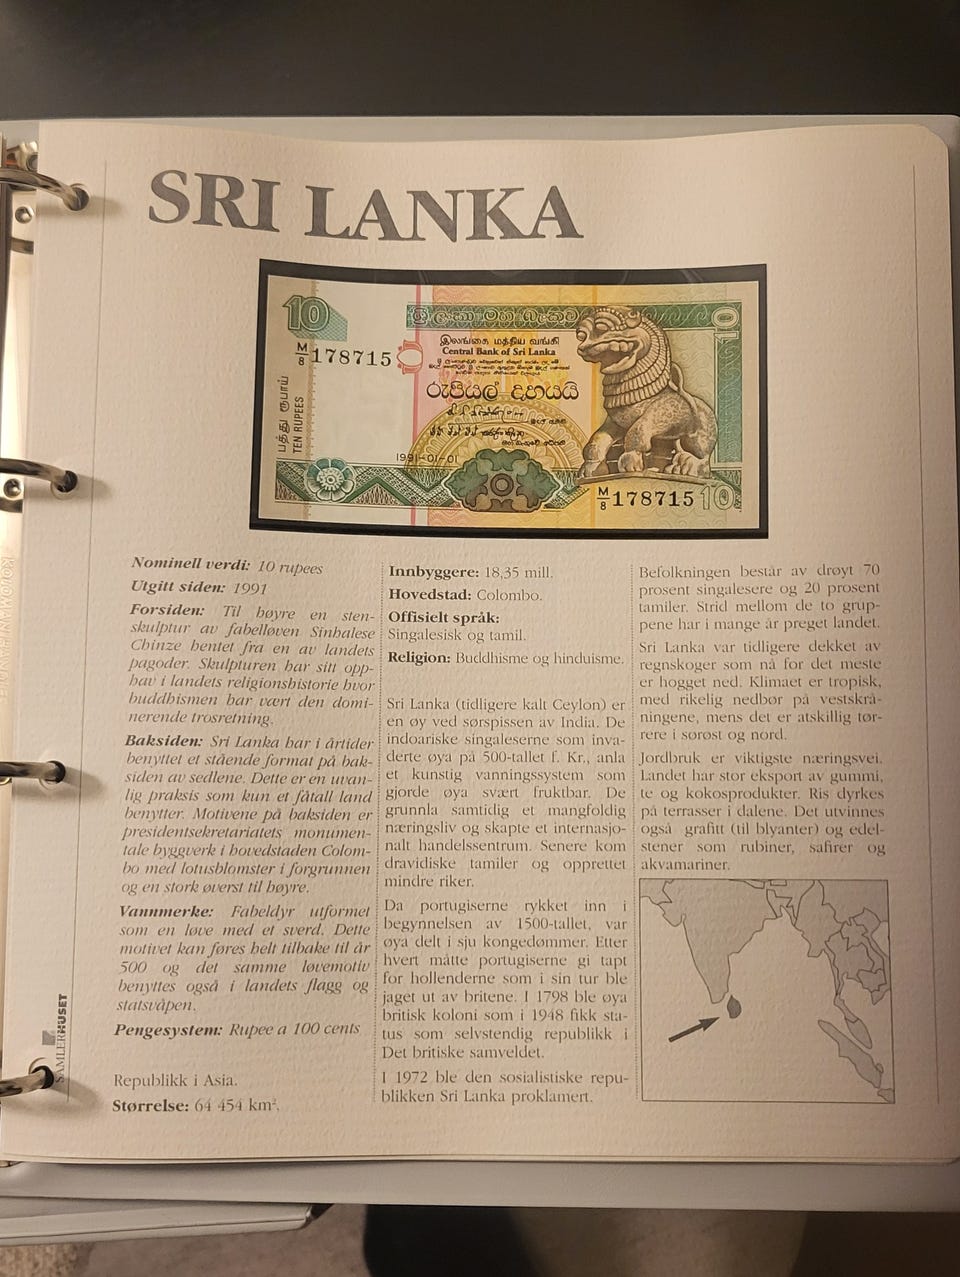 SRI LANKA
10
ශ්‍රී ලංකා මහ බැංකුව
10
இலங்கை மத்திய வங்கி
Central Bank of Sri Lanka
M/8 178715
රුපියල් දහයයි
பத்து ரூபாய்
TEN RUPEES
1991-01-01
M/8 178715 10
Nominell verdi: 10 rupees
Utgitt siden: 1991
Forsiden: Til høyre en sten-
skulptur av fabelløven Sinhalese
Chinze hentet fra en av landets
pagoder. Skulpturen har sitt opp-
hav i landets religionshistorie hvor
buddhismen har vært den domi-
nerende trosretning.
Baksiden: Sri Lanka har i årtider
benyttet et stående format på bak-
siden av sedlene. Dette er en uvan-
lig praksis som kun et fåtall land
benytter. Motivene på baksiden er
presidentsekretariatets monumen-
tale byggverk i hovedstaden Colom-
bo med lotusblomster i forgrunnen
og en stork øverst til høyre.
Vannmerke: Fabeldyr utformet
som en løve med et sverd. Dette
motivet kan føres helt tilbake til år
500 og det samme løvemotiv
benyttes også i landets flagg og
statsvåpen.
Pengesystem: Rupee a 100 cents
Republikk i Asia.
Størrelse: 64 454 km².
Innbyggere: 18,35 mill.
Hovedstad: Colombo.
Offisielt språk:
Singalesisk og tamil.
Religion: Buddhisme og hinduisme.
Sri Lanka (tidligere kalt Ceylon) er
en øy ved sørspissen av India. De
indoariske singaleserne som inva-
derte øya på 500-tallet f. Kr., anla
et kunstig vanningssystem som
gjorde øya svært fruktbar. De
grunnla samtidig et mangfoldig
næringsliv og skapte et internasjo-
nalt handelssentrum. Senere kom
dravidiske tamiler og opprettet
mindre riker.
Da portugiserne rykket inn i
begynnelsen av 1500-tallet, var
øya delt i sju kongedømmer. Etter
hvert måtte portugiserne gi tapt
for hollenderne som i sin tur ble
jaget ut av britene. I 1798 ble øya
britisk koloni som i 1948 fikk sta-
tus som selvstendig republikk i
Det britiske samveldet.
I 1972 ble den sosialistiske repu-
blikken Sri Lanka proklamert.
Befolkningen består av drøyt 70
prosent singalesere og 20 prosent
tamiler. Strid mellom de to grup-
pene har i mange år preget landet.
Sri Lanka var tidligere dekket av
regnskoger som nå for det meste
er hogget ned. Klimaet er tropisk,
med rikelig nedbør på vestskrå-
ningene, mens det er atskillig tør-
rere i sørøst og nord.
Jordbruk er viktigste næringsvei.
Landet har stor eksport av gummi,
te og kokosprodukter. Ris dyrkes
på terrasser i dalene. Det utvinnes
også grafitt (til blyanter) og edel-
stener som rubiner, safirer og
akvamariner.
SAMLERHUSET